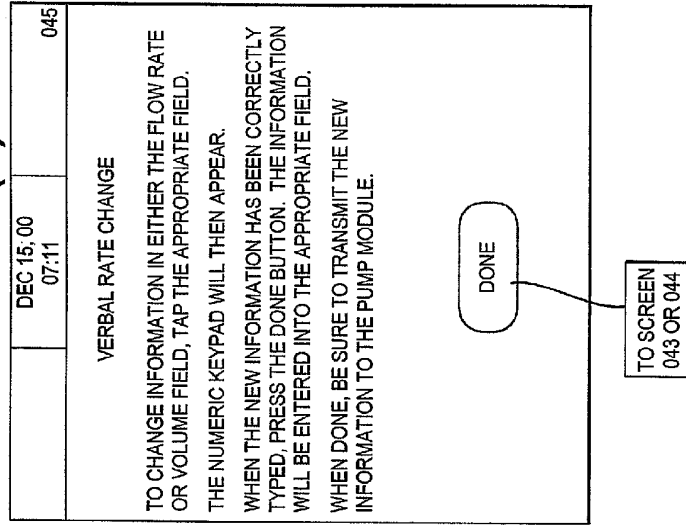 DEC 15, 00
07:11
045
VERBAL RATE CHANGE
TO CHANGE INFORMATION IN EITHER THE FLOW RATE
OR VOLUME FIELD, TAP THE APPROPRIATE FIELD.
THE NUMERIC KEYPAD WILL THEN APPEAR.
WHEN THE NEW INFORMATION HAS BEEN CORRECTLY
TYPED, PRESS THE DONE BUTTON. THE INFORMATION
WILL BE ENTERED INTO THE APPROPRIATE FIELD.
WHEN DONE, BE SURE TO TRANSMIT THE NEW
INFORMATION TO THE PUMP MODULE.
DONE
TO SCREEN
043 OR 044